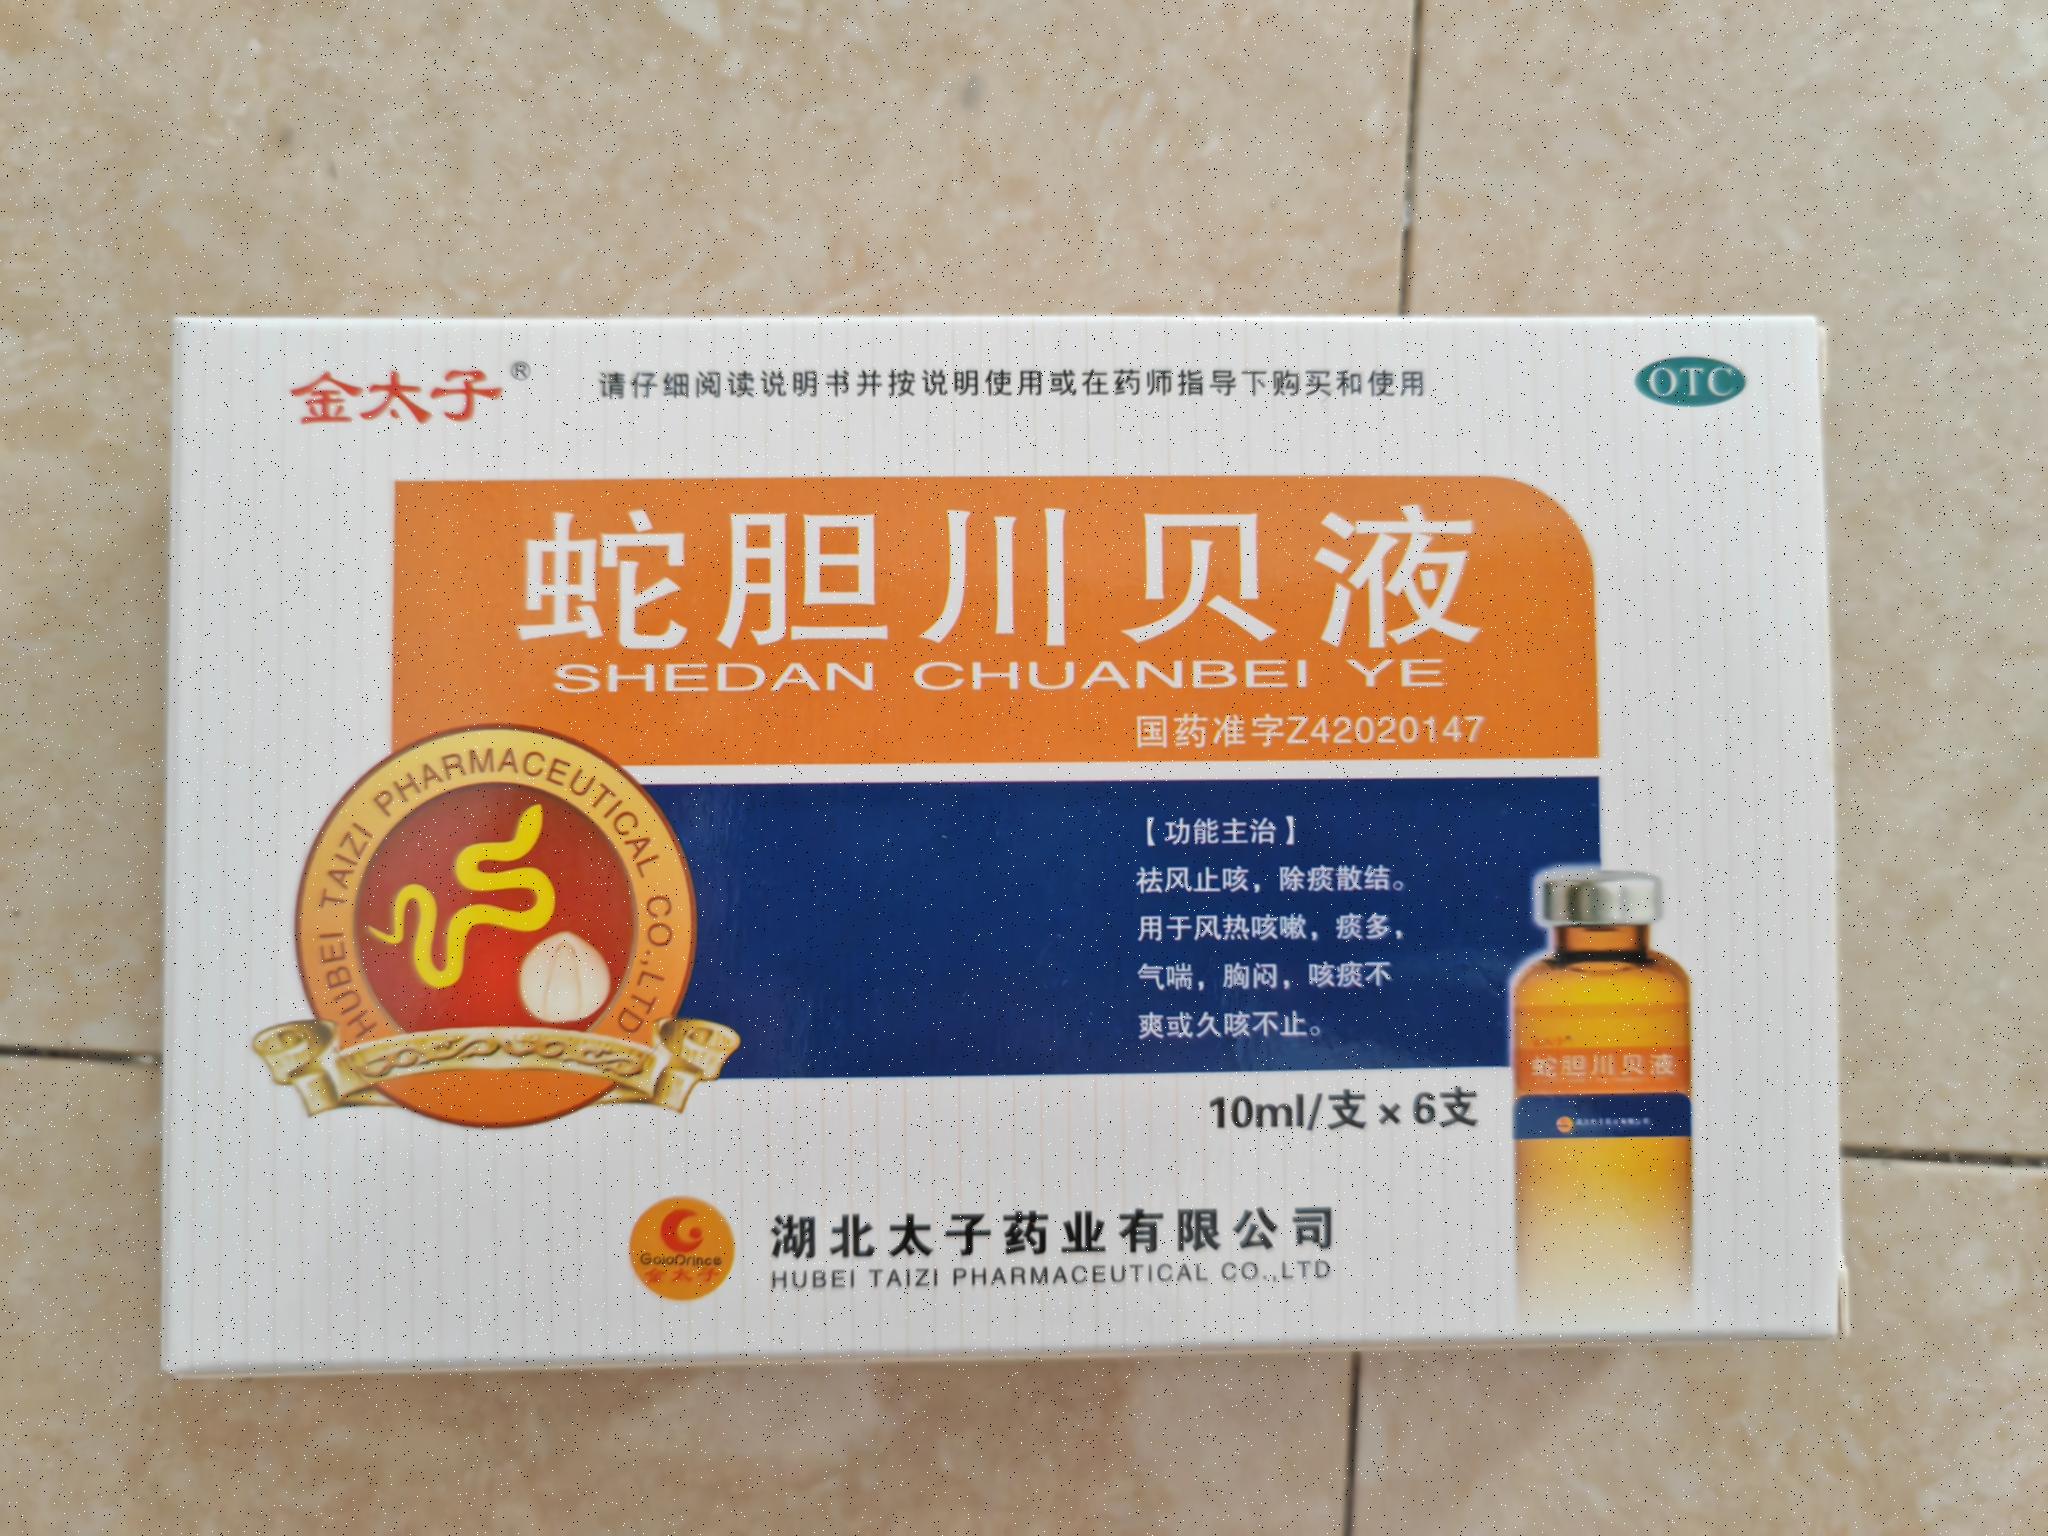 金太子®
请仔细阅读说明书并按说明使用或在药师指导下购买和使用
OTC
蛇胆川贝液
SHEDAN CHUANBEI YE
国药准字Z42020147
HUBEI TAIZI PHARMACEUTICAL CO.,LTD
【功能主治】
祛风止咳，除痰散结。
用于风热咳嗽，痰多，
气喘，胸闷，咳痰不
爽或久咳不止。
蛇胆川贝液
10ml/支×6支
金太子
湖北太子药业有限公司
HUBEI TAIZI PHARMACEUTICAL CO.,LTD